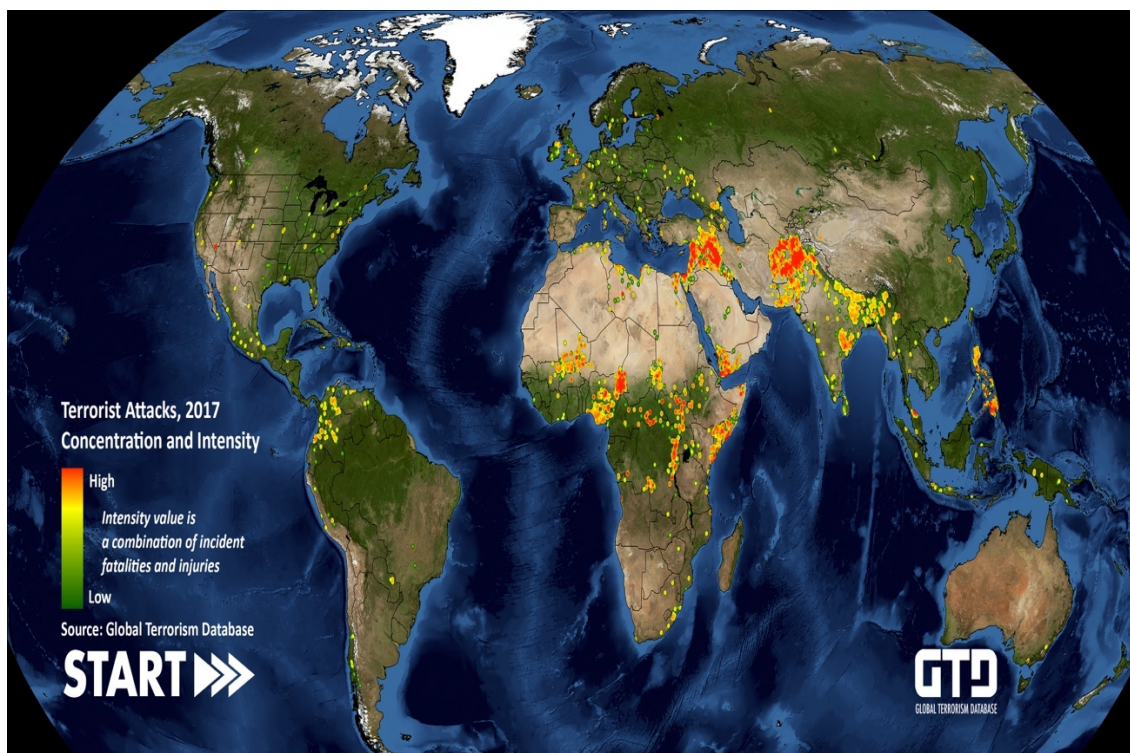 Terrorist Attacks, 2017
Concentration and Intensity
High
Intensity value is
a combination of incident
fatalities and injuries
Low
Source: Global Terrorism Database
START
GTD
GLOBAL TERRORISM DATABASE